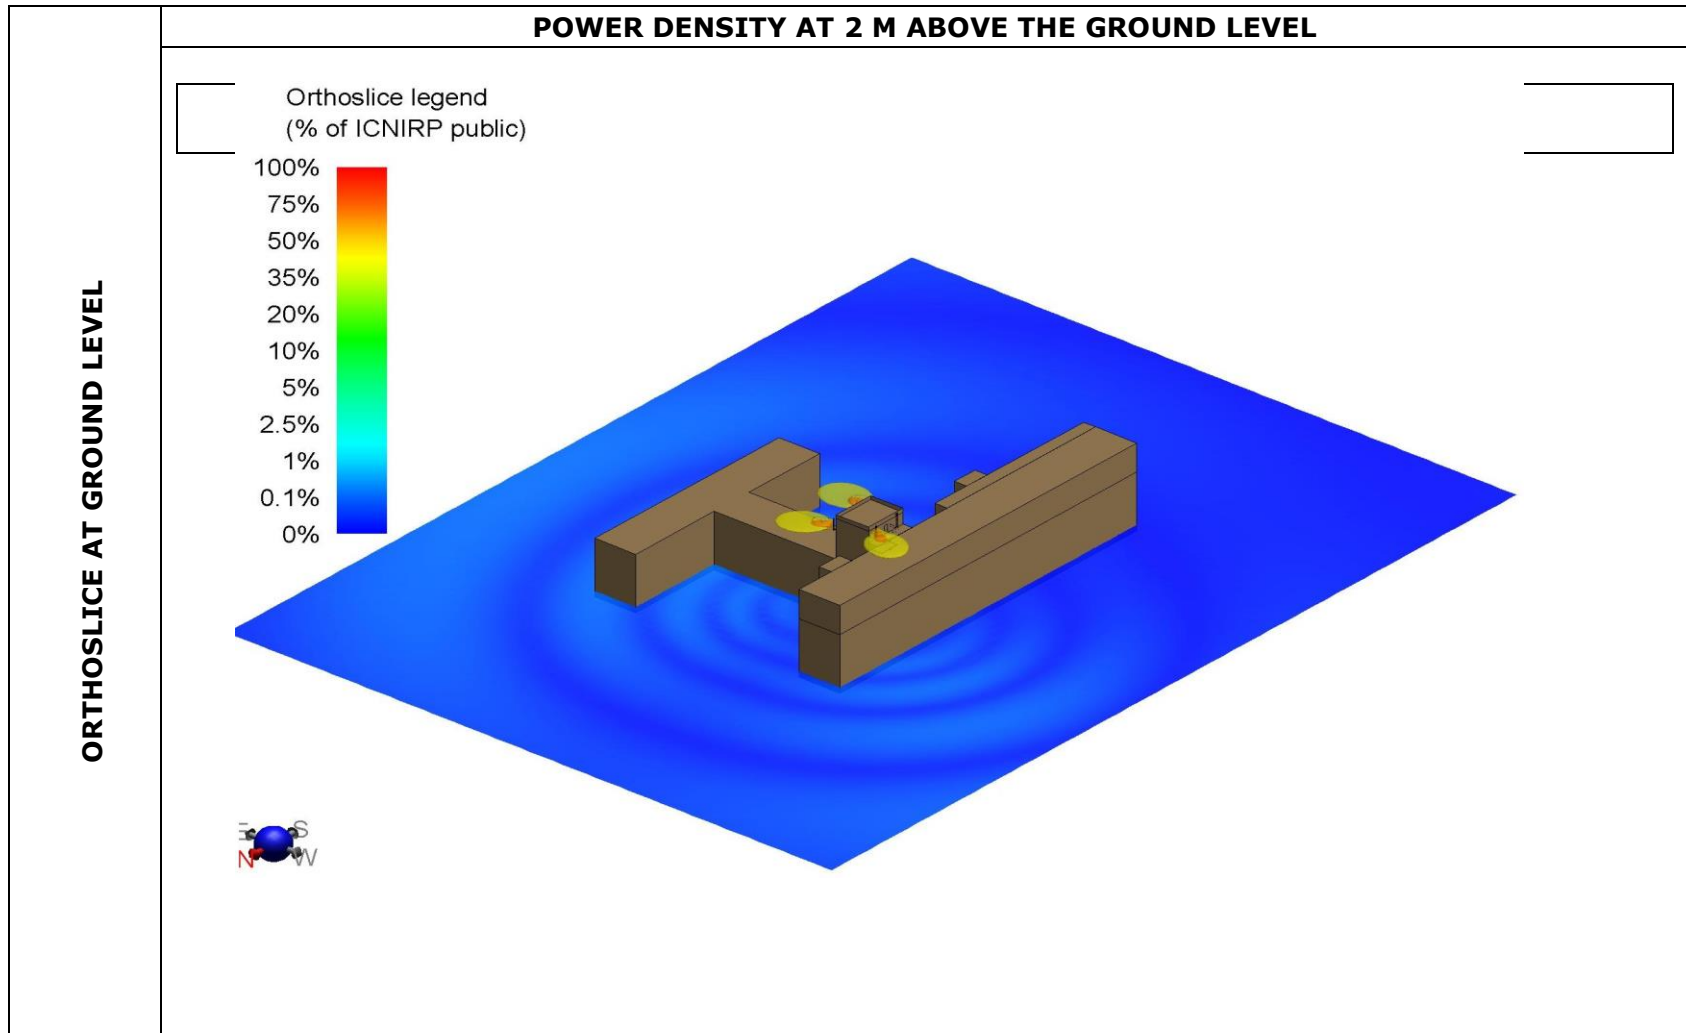 POWER DENSITY AT 2 M ABOVE THE GROUND LEVEL
ORTHOSLICE AT GROUND LEVEL
Orthoslice legend
(% of ICNIRP public)
100%
75%
50%
35%
20%
10%
5%
2.5%
1%
0.1%
0%
E S
N W